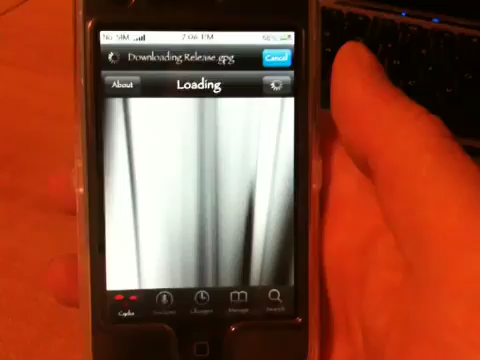 No SIM 7:06 PM
Downloading Release.gpg Cancel
About Loading
Cydia Changes Manage Search